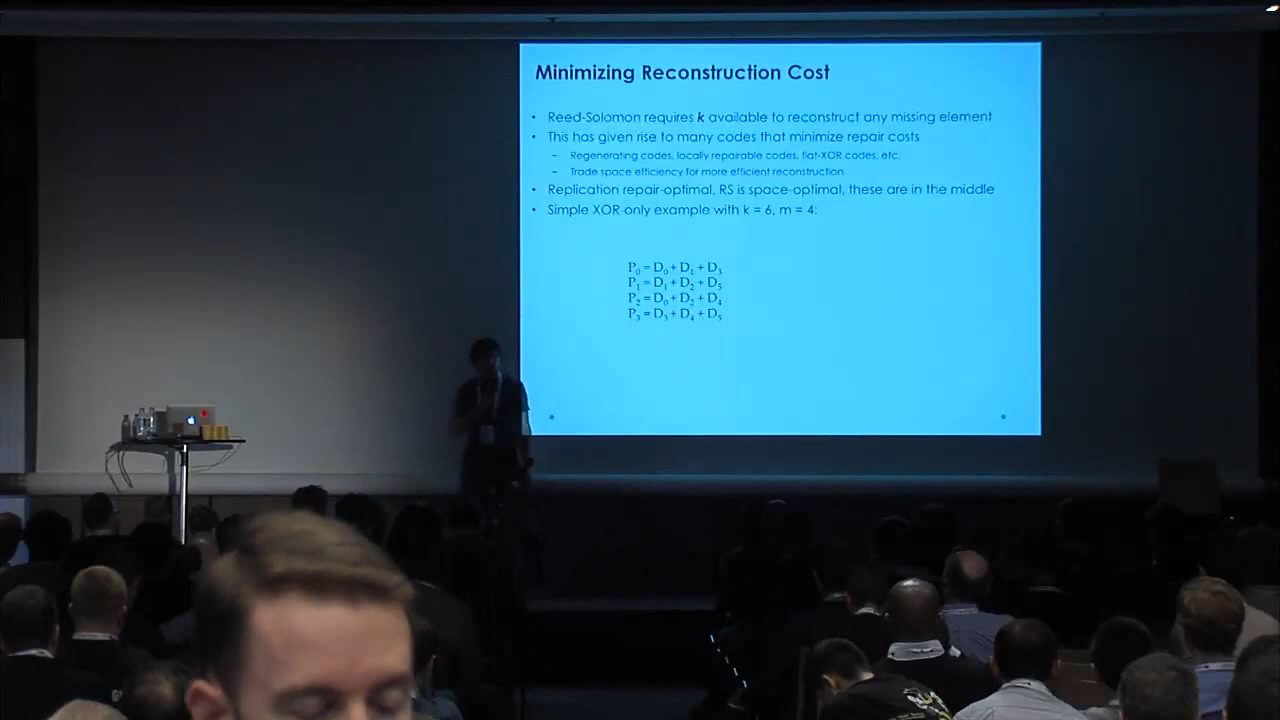 Minimizing Reconstruction Cost
• Reed-Solomon requires k available to reconstruct any missing element
• This has given rise to many codes that minimize repair costs
– Regenerating codes, locally repairable codes, flat-XOR codes, etc.
– Trade space efficiency for more efficient reconstruction
• Replication repair-optimal, RS is space-optimal, these are in the middle
• Simple XOR-only example with k = 6, m = 4:
P₀ = D₀ + D₁ + D₃
P₁ = D₁ + D₂ + D₅
P₂ = D₀ + D₂ + D₄
P₃ = D₃ + D₄ + D₅